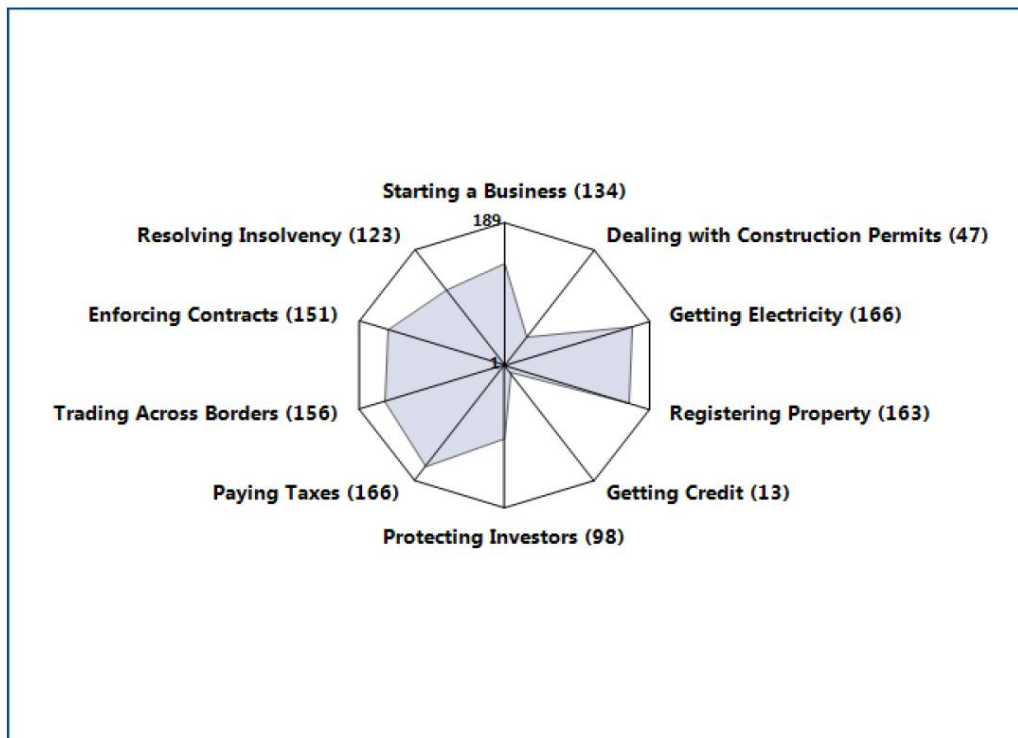 Starting a Business (134)
189
Resolving Insolvency (123)
Dealing with Construction Permits (47)
Enforcing Contracts (151)
Getting Electricity (166)
1
Trading Across Borders (156)
Registering Property (163)
Paying Taxes (166)
Getting Credit (13)
Protecting Investors (98)